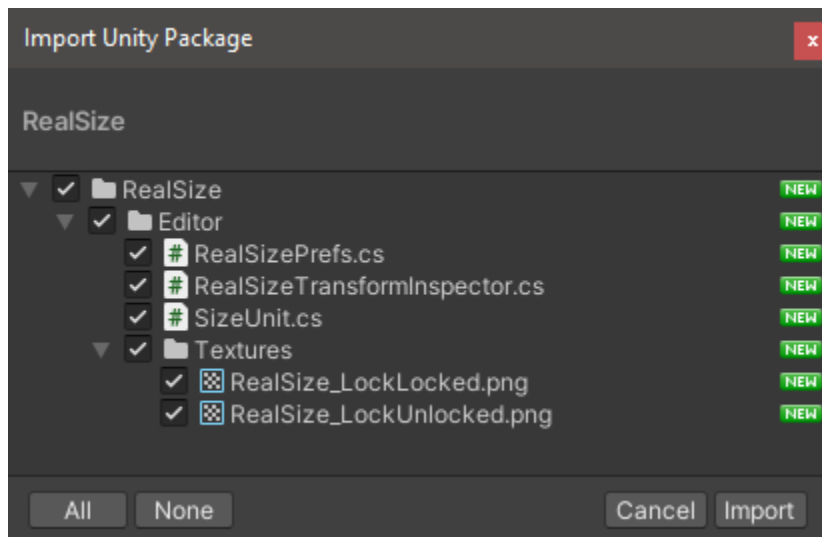 Import Unity Package
x
RealSize
RealSize NEW
Editor NEW
# RealSizePrefs.cs NEW
# RealSizeTransformInspector.cs NEW
# SizeUnit.cs NEW
Textures NEW
RealSize_LockLocked.png NEW
RealSize_LockUnlocked.png NEW
All None Cancel Import